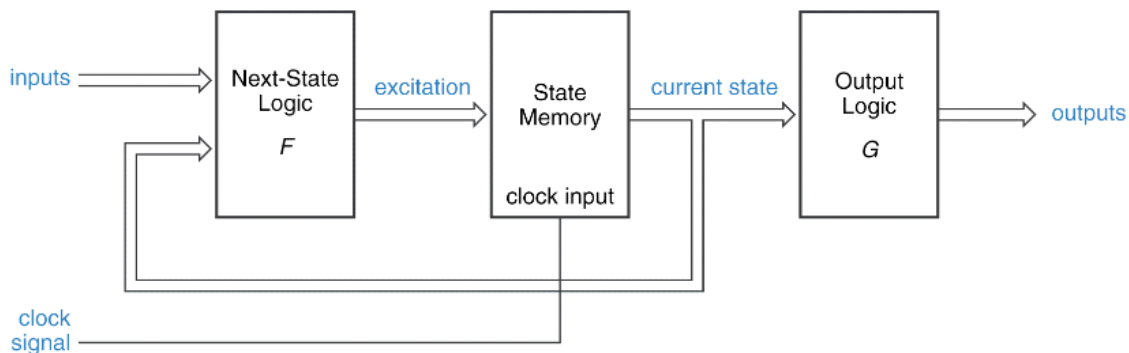 inputs
Next-State
Logic
F
excitation
State
Memory
clock input
current state
Output
Logic
G
outputs
clock
signal